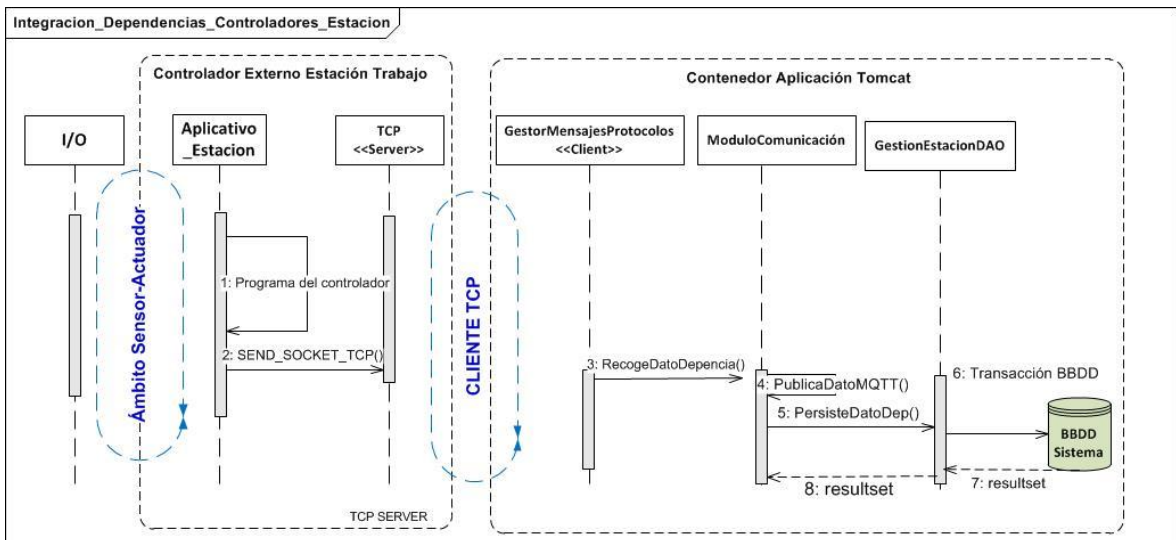 Integracion_Dependencias_Controladores_Estacion
Controlador Externo Estación Trabajo
Contenedor Aplicación Tomcat
I/O
Aplicativo
_Estacion
TCP
<<Server>>
GestorMensajesProtocolos
<<Client>>
ModuloComunicación
GestionEstacionDAO
Ámbito Sensor-Actuador
CLIENTE TCP
1: Programa del controlador
2: SEND_SOCKET_TCP()
3: RecogeDatoDepencia()
4: PublicaDatoMQTT()
5: PersisteDatoDep()
6: Transacción BBDD
BBDD
Sistema
7: resultset
8: resultset
TCP SERVER